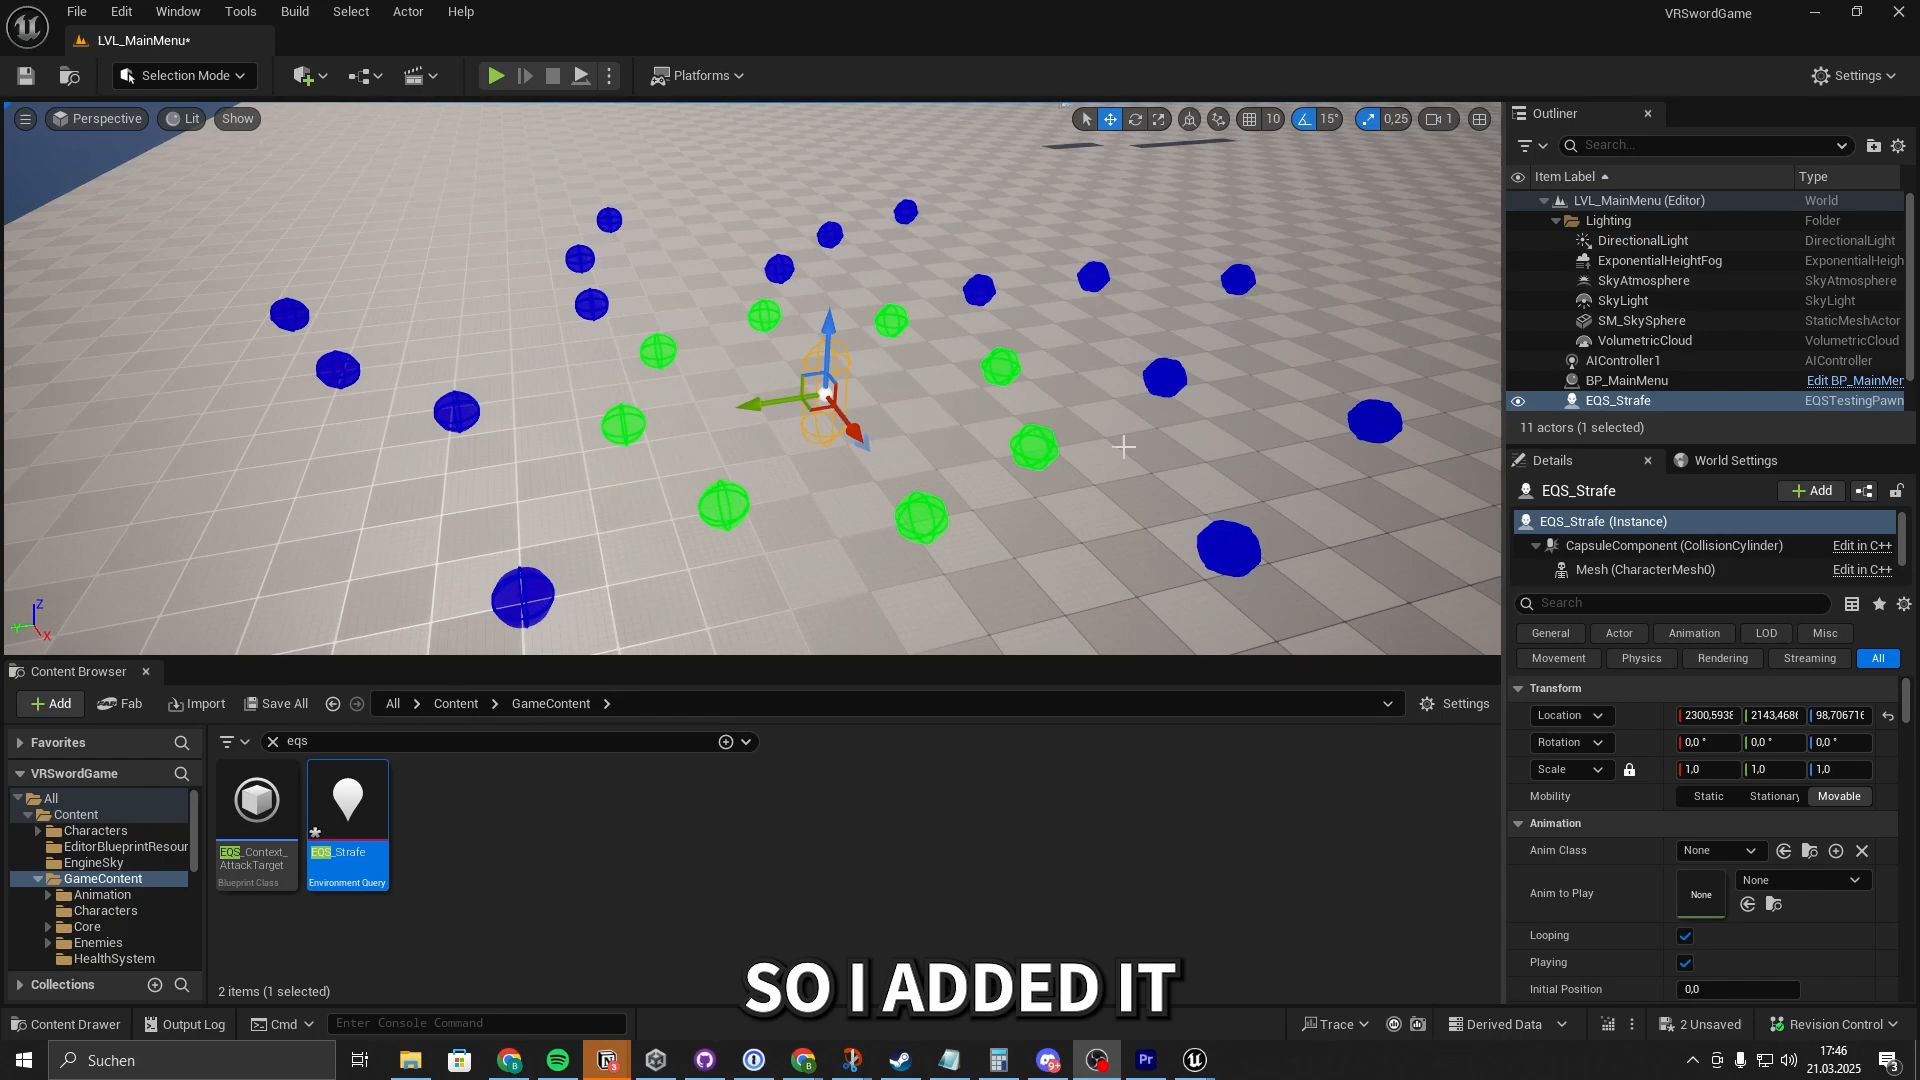 File Edit Window Tools Build Select Actor Help
VRSwordGame
LVL_MainMenu*
Selection Mode
Platforms
Settings
Perspective
Lit
Show
10
15°
0,25
1
Z
Y
X
Outliner
Search...
Item Label
Type
LVL_MainMenu (Editor) World
Lighting Folder
DirectionalLight DirectionalLight
ExponentialHeightFog ExponentialHeigh
SkyAtmosphere SkyAtmosphere
SkyLight SkyLight
SM_SkySphere StaticMeshActor
VolumetricCloud VolumetricCloud
AIController1 AIController
BP_MainMenu Edit BP_MainMer
EQS_Strafe EQSTestingPawn
11 actors (1 selected)
Details
World Settings
EQS_Strafe
Add
EQS_Strafe (Instance)
CapsuleComponent (CollisionCylinder) Edit in C++
Mesh (CharacterMesh0) Edit in C++
Search
General Actor Animation LOD Misc
Movement Physics Rendering Streaming All
Transform
Location 2300,5938 2143,4686 98,706716
Rotation 0,0 ° 0,0 ° 0,0 °
Scale 1,0 1,0 1,0
Mobility Static Stationary Movable
Animation
Anim Class None
Anim to Play None None
Looping
Playing
Initial Position 0,0
Content Browser
Add
Fab
Import
Save All
All Content GameContent
Settings
Favorites
VRSwordGame
All
Content
Characters
EditorBlueprintResour
EngineSky
GameContent
Animation
Characters
Core
Enemies
HealthSystem
Collections
eqs
EQS_Context_
AttackTarget
Blueprint Class
EQS_Strafe
Environment Query
2 items (1 selected)
SO I ADDED IT
Content Drawer
Output Log
Cmd
Enter Console Command
Trace
Derived Data
2 Unsaved
Revision Control
Suchen
Pr
9+
17:46
21.03.2025
3